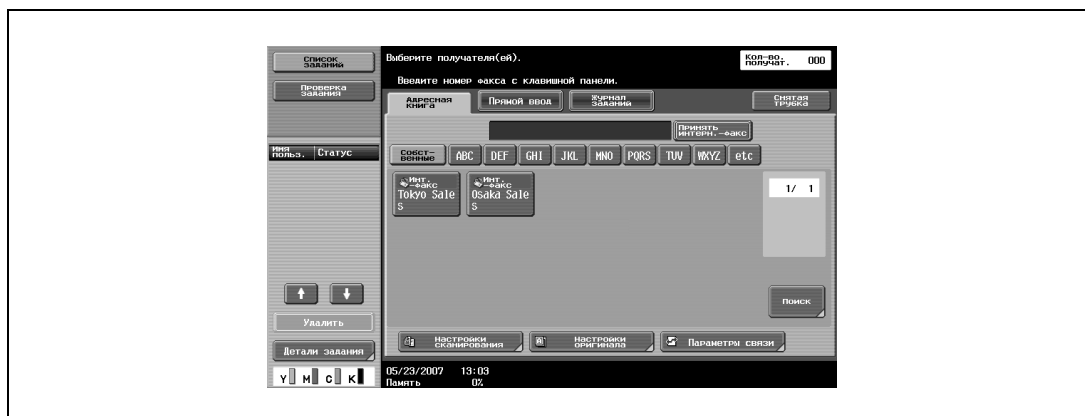 Список
заданий
Проверка
задания
Имя
польз.
Статус
Удалить
Детали задания
Y M C K
Выберите получателя(ей).
Введите номер факса с клавишной панели.
Кол-во.
получат. 000
Адресная
книга
Прямой ввод
Журнал
заданий
Снятая
трубка
Принять
интерн.-факс
Собст-
венные
ABC DEF GHI JKL MNO PQRS TUV WXYZ etc
Инт.
-факс
Tokyo Sale
s
Инт.
-факс
Osaka Sale
s
1/ 1
Поиск
Настройки
сканирования
Настройки
оригинала
Параметры связи
05/23/2007 13:03
Память 0%